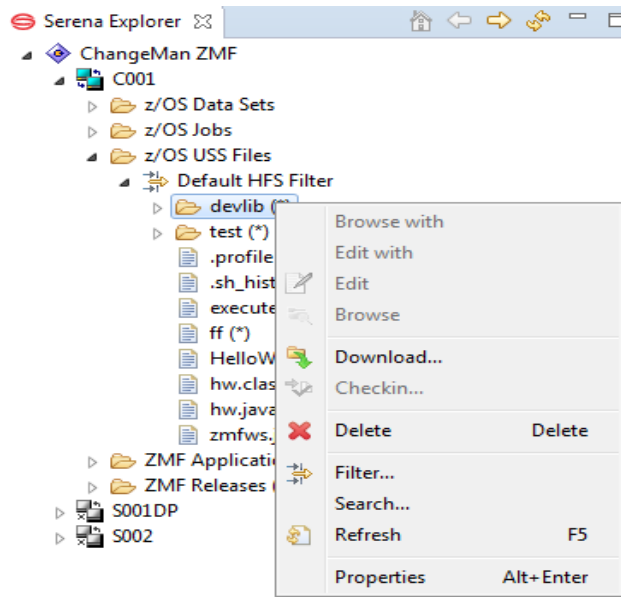 Serena Explorer
ChangeMan ZMF
C001
z/OS Data Sets
z/OS Jobs
z/OS USS Files
Default HFS Filter
devlib (*)
test (*)
.profile
.sh_hist
execute
ff (*)
HelloW
hw.clas
hw.java
zmfws.
ZMF Applicati
ZMF Releases (
S001DP
S002
Browse with
Edit with
Edit
Browse
Download...
Checkin...
Delete Delete
Filter...
Search...
Refresh F5
Properties Alt+Enter